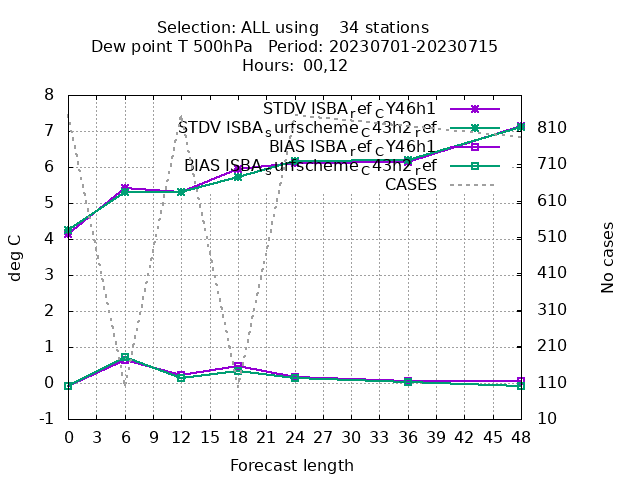 Selection: ALL using 34 stations
Dew point T 500hPa Period: 20230701-20230715
Hours: 00,12
STDV ISBA_ref_CY46h1
STDV ISBA_surfscheme_C43h2_ref
BIAS ISBA_ref_CY46h1
BIAS ISBA_surfscheme_C43h2_ref
CASES
8
7
6
5
4
3
2
1
0
-1
deg C
810
710
610
510
410
310
210
110
10
No cases
0 3 6 9 12 15 18 21 24 27 30 33 36 39 42 45 48
Forecast length